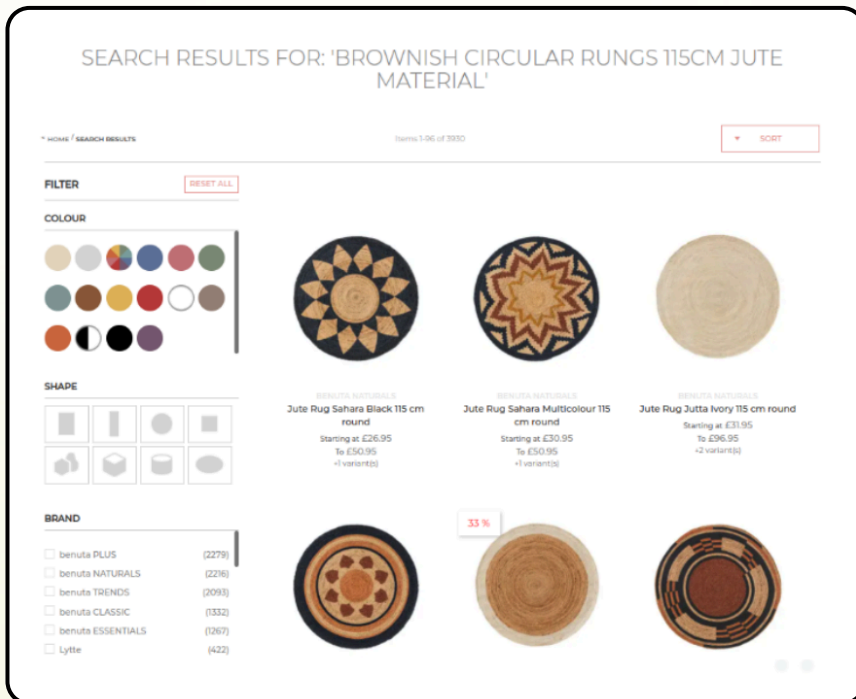 SEARCH RESULTS FOR: 'BROWNISH CIRCULAR RUNGS 115CM JUTE
MATERIAL'
HOME / SEARCH RESULTS
Items 1-96 of 3930
SORT
FILTER
RESET ALL
COLOUR
SHAPE
BRAND
benuta PLUS (2279)
benuta NATURALS (2216)
benuta TRENDS (2093)
benuta CLASSIC (1332)
benuta ESSENTIALS (1267)
Lytte (422)
BENUTA NATURALS
Jute Rug Sahara Black 115 cm
round
Starting at £26.95
To £50.95
+1 variant(s)
BENUTA NATURALS
Jute Rug Sahara Multicolour 115
cm round
Starting at £30.95
To £50.95
+1 variant(s)
BENUTA NATURALS
Jute Rug Jutta Ivory 115 cm round
Starting at £31.95
To £96.95
+2 variant(s)
33 %